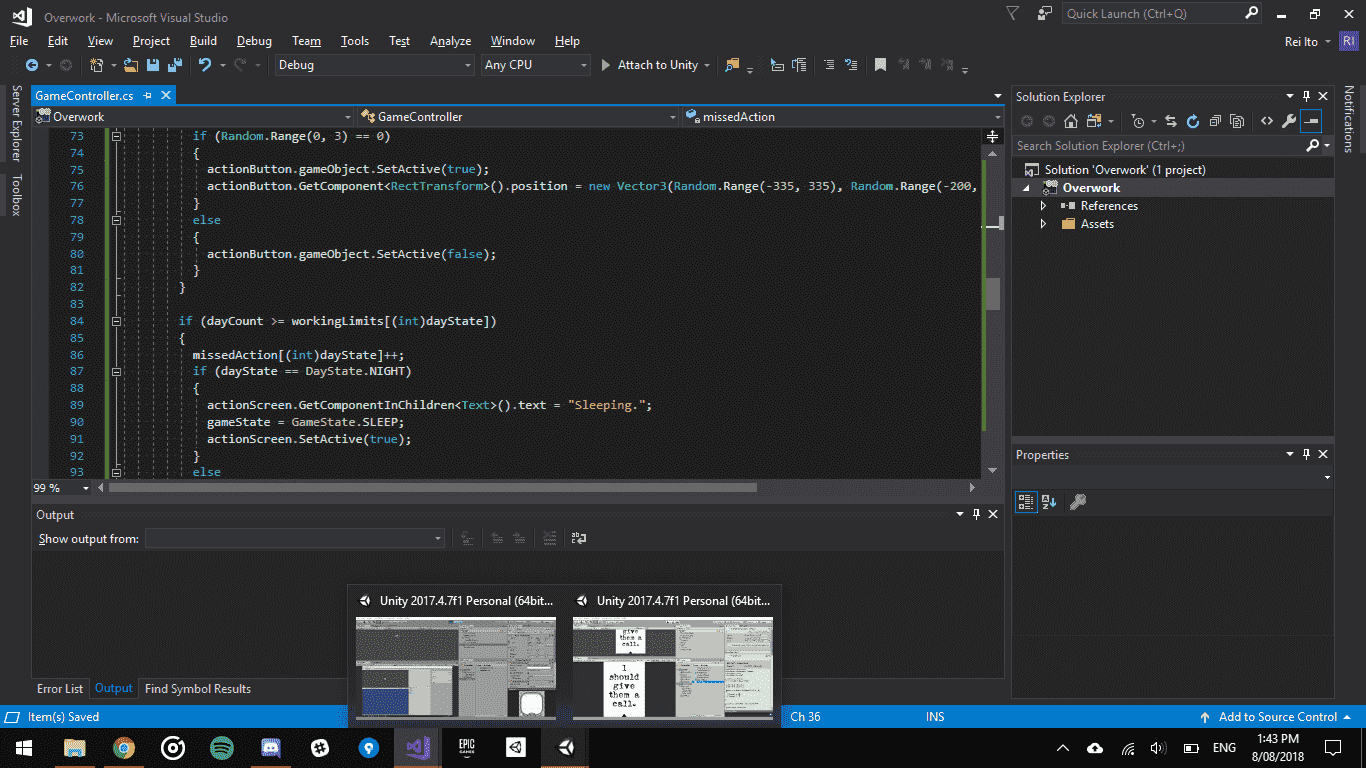 Overwork - Microsoft Visual Studio
Quick Launch (Ctrl+Q)
File Edit View Project Build Debug Team Tools Test Analyze Window Help
Rei Ito RI
Debug Any CPU Attach to Unity
Server Explorer
Toolbox
GameController.cs
Overwork GameController missedAction
73 if (Random.Range(0, 3) == 0)
74 {
75 actionButton.gameObject.SetActive(true);
76 actionButton.GetComponent<RectTransform>().position = new Vector3(Random.Range(-335, 335), Random.Range(-200,
77 }
78 else
79 {
80 actionButton.gameObject.SetActive(false);
81 }
82 }
83
84 if (dayCount >= workingLimits[(int)dayState])
85 {
86 missedAction[(int)dayState]++;
87 if (dayState == DayState.NIGHT)
88 {
89 actionScreen.GetComponentInChildren<Text>().text = "Sleeping.";
90 gameState = GameState.SLEEP;
91 actionScreen.SetActive(true);
92 }
93 else
99 %
Solution Explorer
Search Solution Explorer (Ctrl+;)
Solution 'Overwork' (1 project)
Overwork
References
Assets
Notifications
Properties
Output
Show output from:
Unity 2017.4.7f1 Personal (64bit...
Unity 2017.4.7f1 Personal (64bit...
give
them a
call.
I
should
give
them a
call.
Error List Output Find Symbol Results
Item(s) Saved Ch 36 INS Add to Source Control
EPIC
GAMES
ENG
1:43 PM
8/08/2018